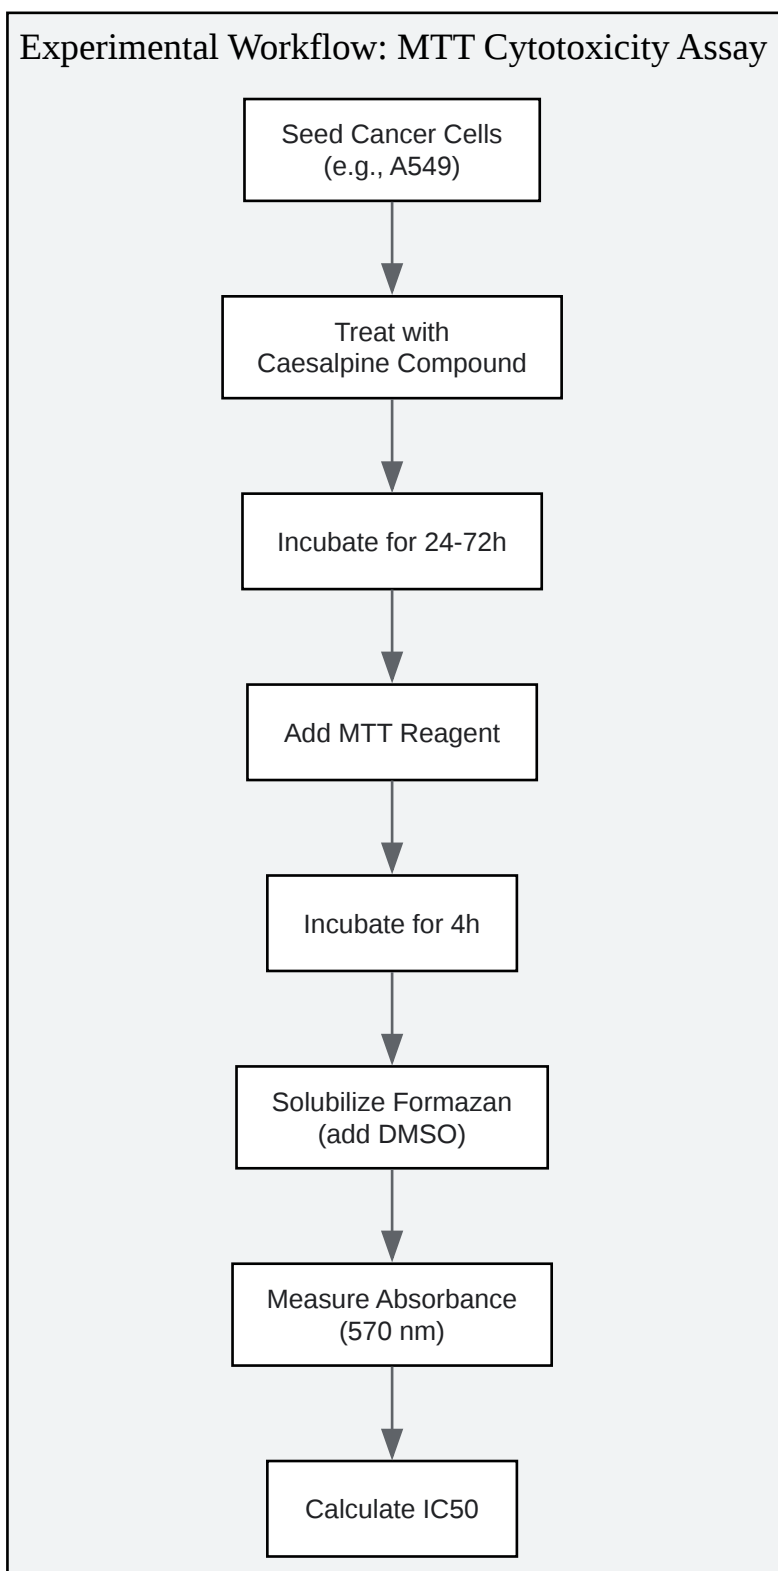 Experimental Workflow: MTT Cytotoxicity Assay
Seed Cancer Cells
(e.g., A549)
Treat with
Caesalpine Compound
Incubate for 24-72h
Add MTT Reagent
Incubate for 4h
Solubilize Formazan
(add DMSO)
Measure Absorbance
(570 nm)
Calculate IC50